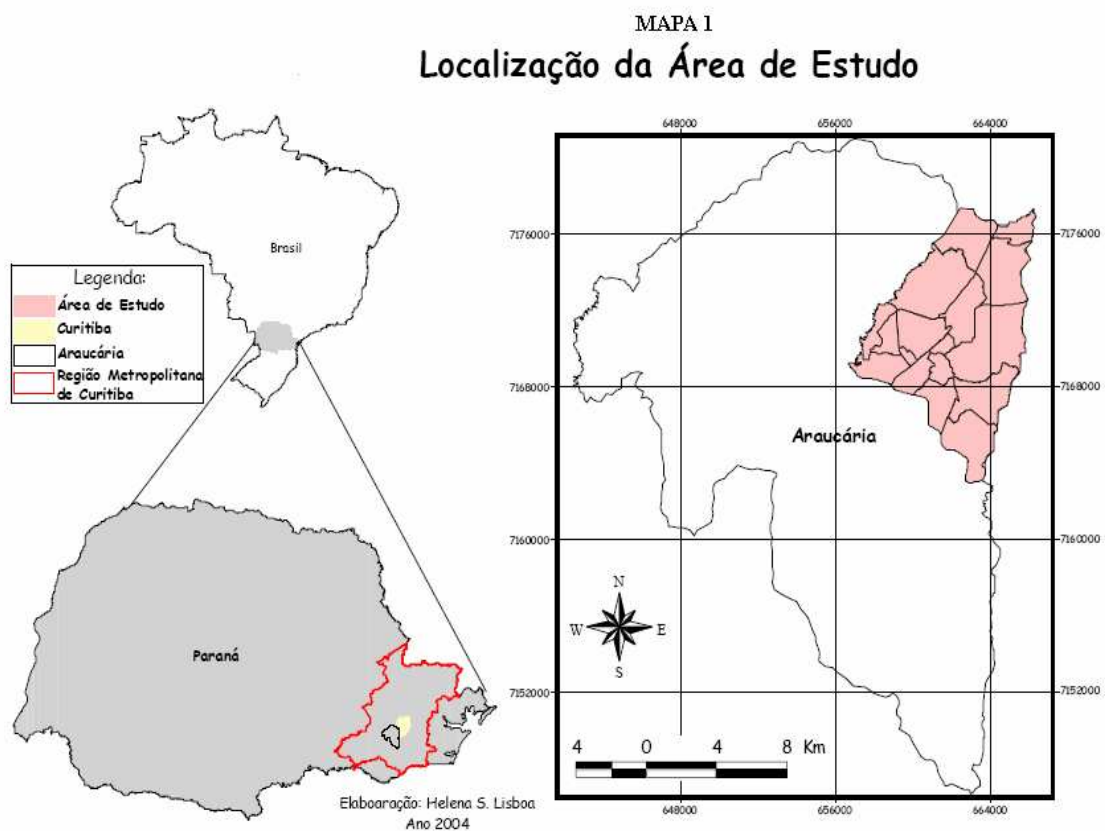 MAPA 1
Localização da Área de Estudo
Brasil
Legenda:
Área de Estudo
Curitiba
Araucária
Região Metropolitana
de Curitiba
Paraná
Elaboaração: Helena S. Lisboa
Ano 2004
648000
656000
664000
7176000
7176000
7168000
7168000
Araucária
7160000
7160000
N
W
E
S
7152000
7152000
4
0
4
8 Km
648000
656000
664000